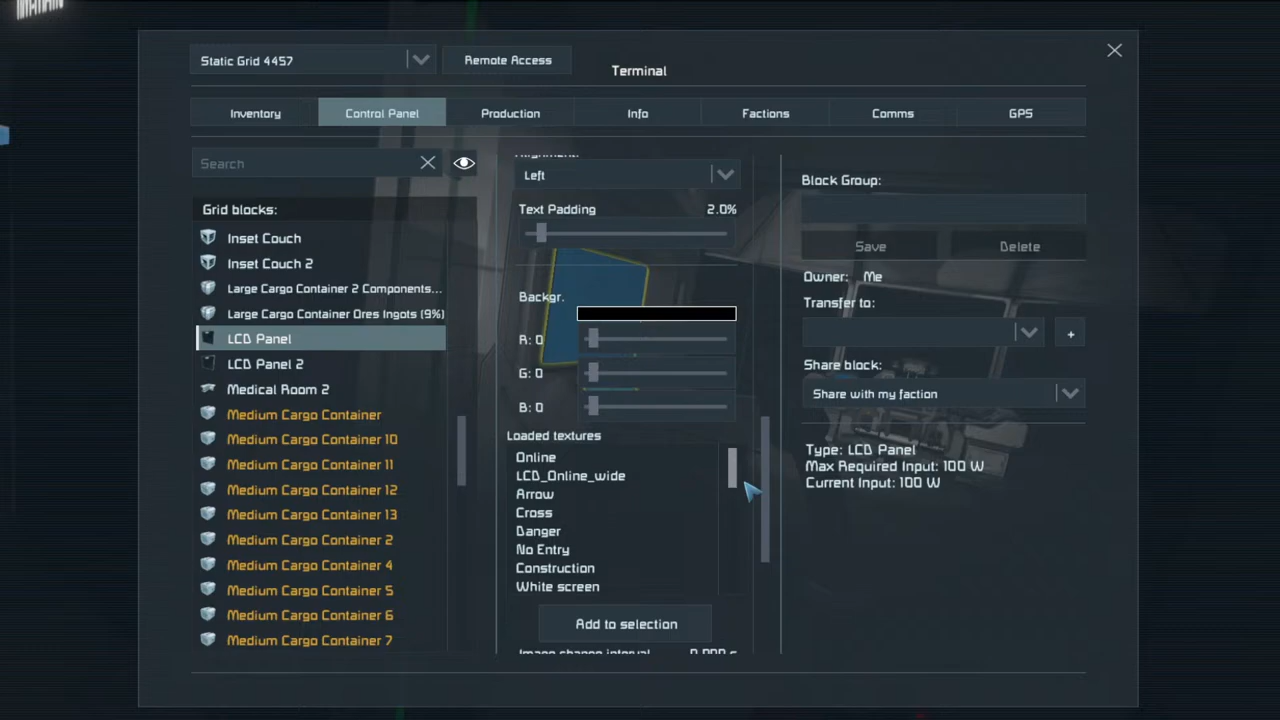 Static Grid 4457
Remote Access
Terminal
Inventory
Control Panel
Production
Info
Factions
Comms
GPS
Search
Grid blocks:
Inset Couch
Inset Couch 2
Large Cargo Container 2 Components...
Large Cargo Container Ores Ingots (9%)
LCD Panel
LCD Panel 2
Medical Room 2
Medium Cargo Container
Medium Cargo Container 10
Medium Cargo Container 11
Medium Cargo Container 12
Medium Cargo Container 13
Medium Cargo Container 2
Medium Cargo Container 4
Medium Cargo Container 5
Medium Cargo Container 6
Medium Cargo Container 7
Alignment:
Left
Text Padding 2.0%
Backgr.
R: 0
G: 0
B: 0
Loaded textures
Online
LCD_Online_wide
Arrow
Cross
Danger
No Entry
Construction
White screen
Add to selection
Image change interval 0.000 s
Block Group:
Save
Delete
Owner: Me
Transfer to:
+
Share block:
Share with my faction
Type: LCD Panel
Max Required Input: 100 W
Current Input: 100 W